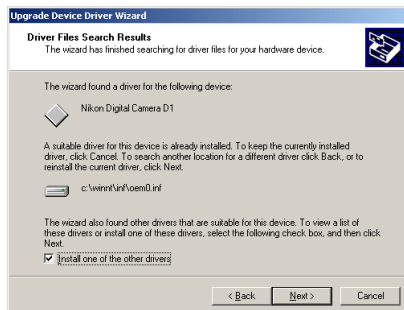 Upgrade Device Driver Wizard
Driver Files Search Results
The wizard has finished searching for driver files for your hardware device.
The wizard found a driver for the following device:
Nikon Digital Camera D1
A suitable driver for this device is already installed. To keep the currently installed
driver, click Cancel. To search another location for a different driver click Back, or to
reinstall the current driver, click Next.
c:\winnt\inf\oem0.inf
The wizard also found other drivers that are suitable for this device. To view a list of
these drivers or install one of these drivers, select the following check box, and then click
Next.
Install one of the other drivers
< Back Next > Cancel